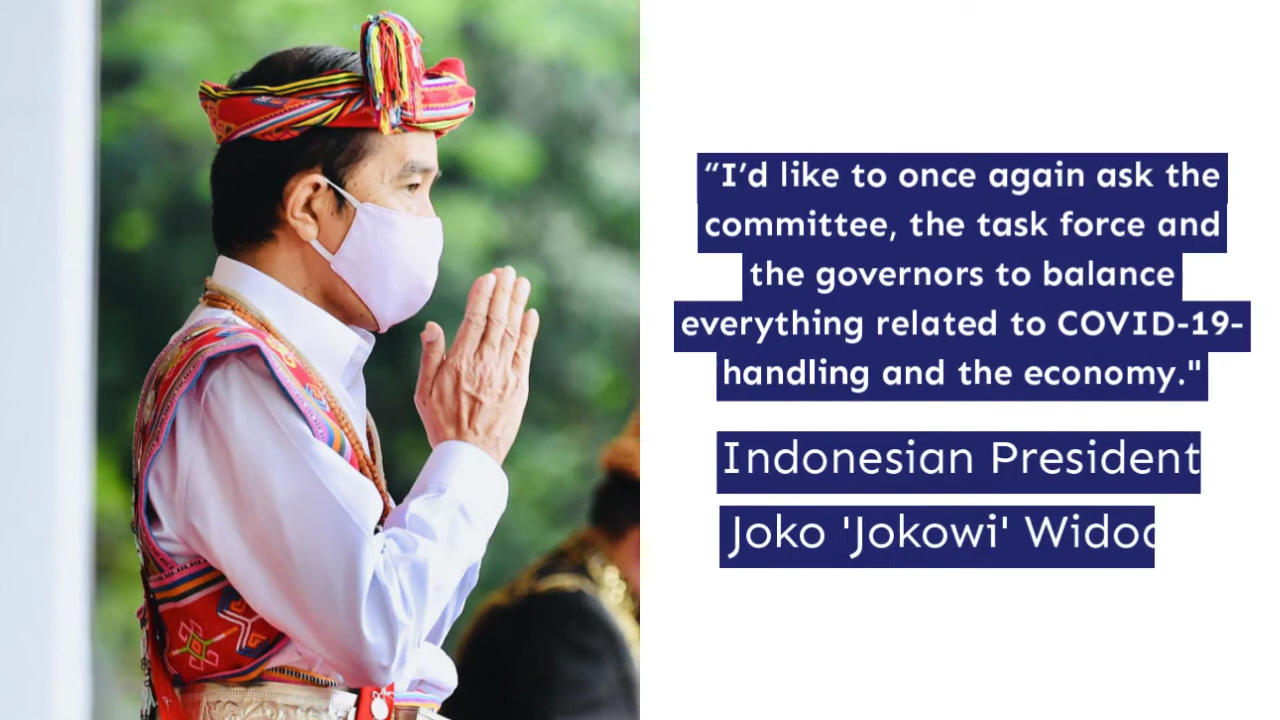 “I’d like to once again ask the
committee, the task force and
the governors to balance
everything related to COVID-19-
handling and the economy."
Indonesian President
Joko 'Jokowi'